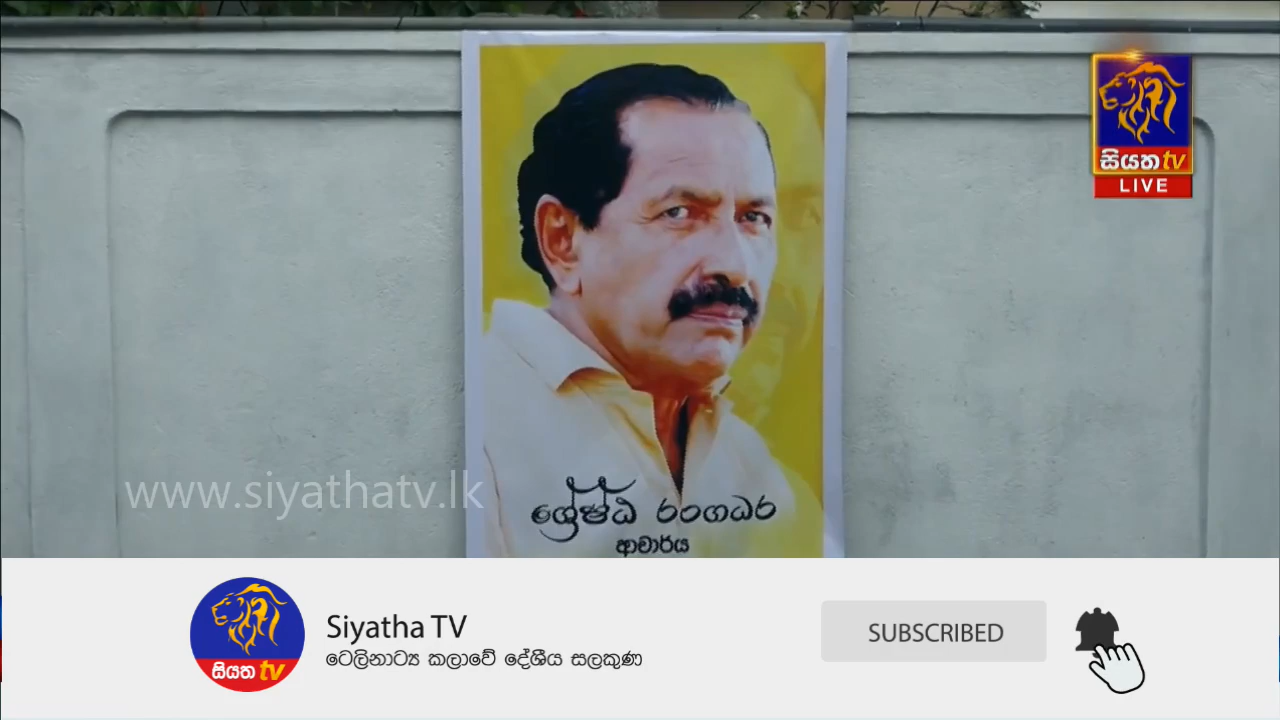 සියත tv
LIVE
www.siyathatv.lk
ශ්‍රේෂ්ඨ රංගධර
ආචාර්ය
සියත tv
Siyatha TV
ටෙලිනාට්‍ය කලාවේ දේශීය සලකුණ
SUBSCRIBED